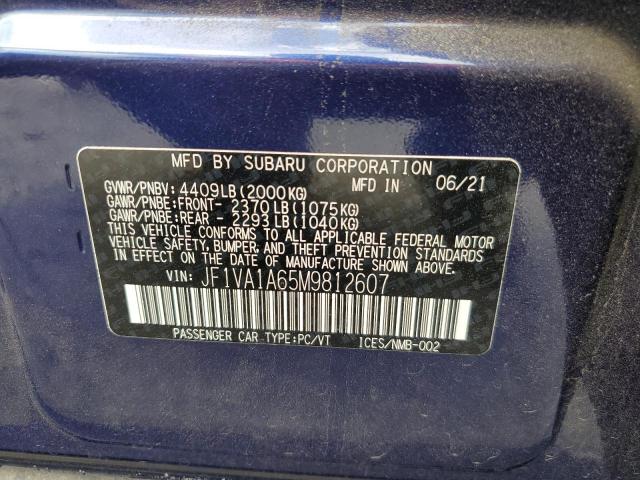 MFD BY SUBARU CORPORATION
GVWR/PNBV: 4409LB(2000KG) MFD IN 06/21
GAWR/PNBE:FRONT- 2370LB(1075KG)
GAWR/PNBE:REAR - 2293LB(1040KG)
THIS VEHICLE CONFORMS TO ALL APPLICABLE FEDERAL MOTOR
VEHICLE SAFETY, BUMPER, AND THEFT PREVENTION STANDARDS
IN EFFECT ON THE DATE OF MANUFACTURE SHOWN ABOVE.
VIN: JF1VA1A65M9812607
PASSENGER CAR TYPE:PC/VT ICES/NMB-002